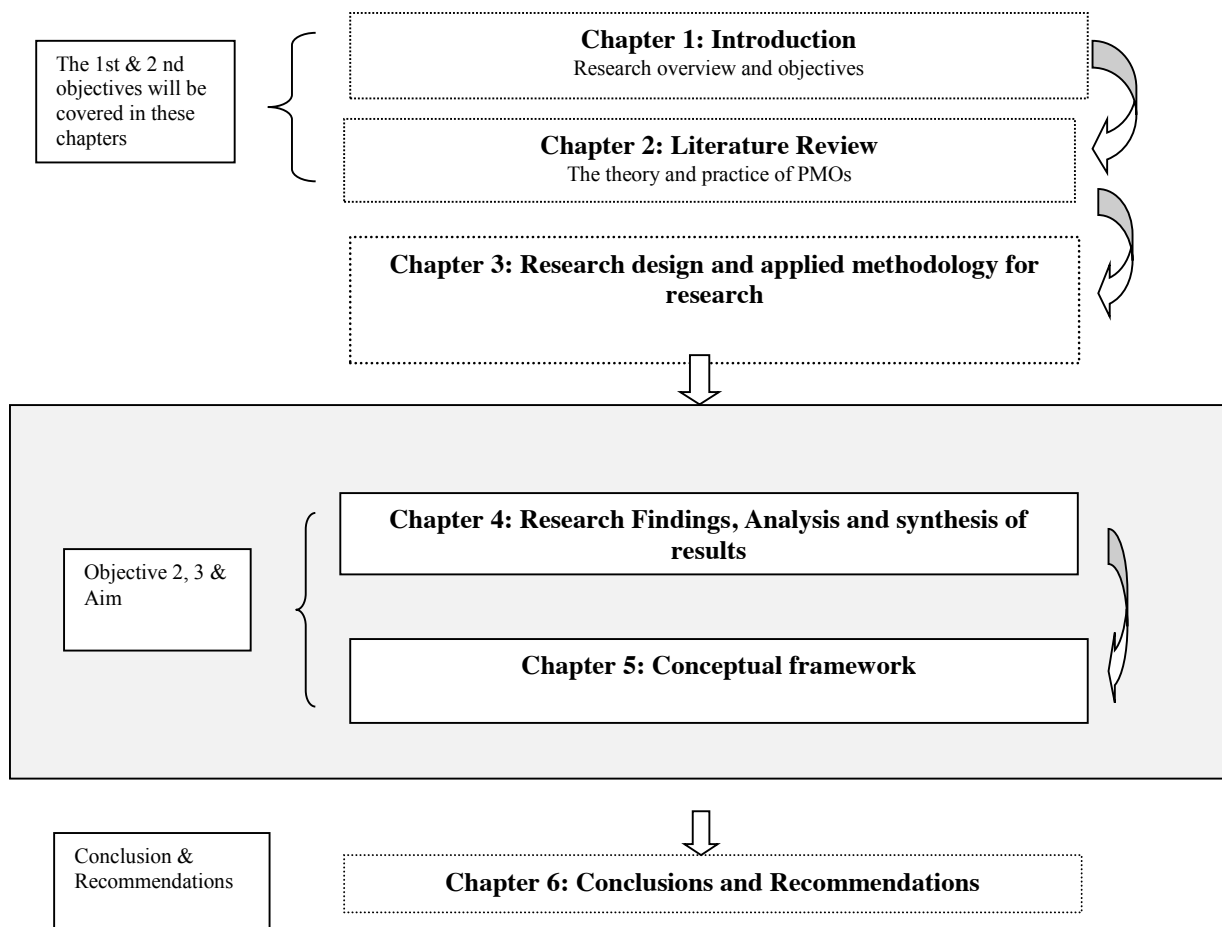 The 1st & 2 nd
objectives will be
covered in these
chapters
Chapter 1: Introduction
Research overview and objectives
Chapter 2: Literature Review
The theory and practice of PMOs
Chapter 3: Research design and applied methodology for
research
Objective 2, 3 &
Aim
Chapter 4: Research Findings, Analysis and synthesis of
results
Chapter 5: Conceptual framework
Conclusion &
Recommendations
Chapter 6: Conclusions and Recommendations